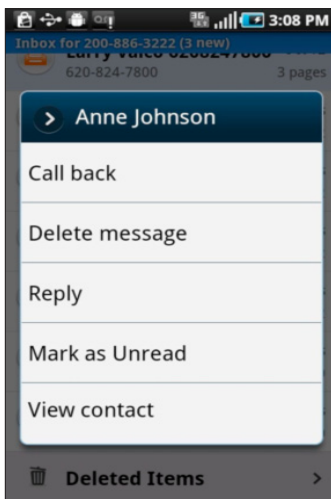 3G
3:08 PM
Inbox for 200-886-3222 (3 new)
620-824-7800
3 pages
Anne Johnson
Call back
Delete message
Reply
Mark as Unread
View contact
Deleted Items